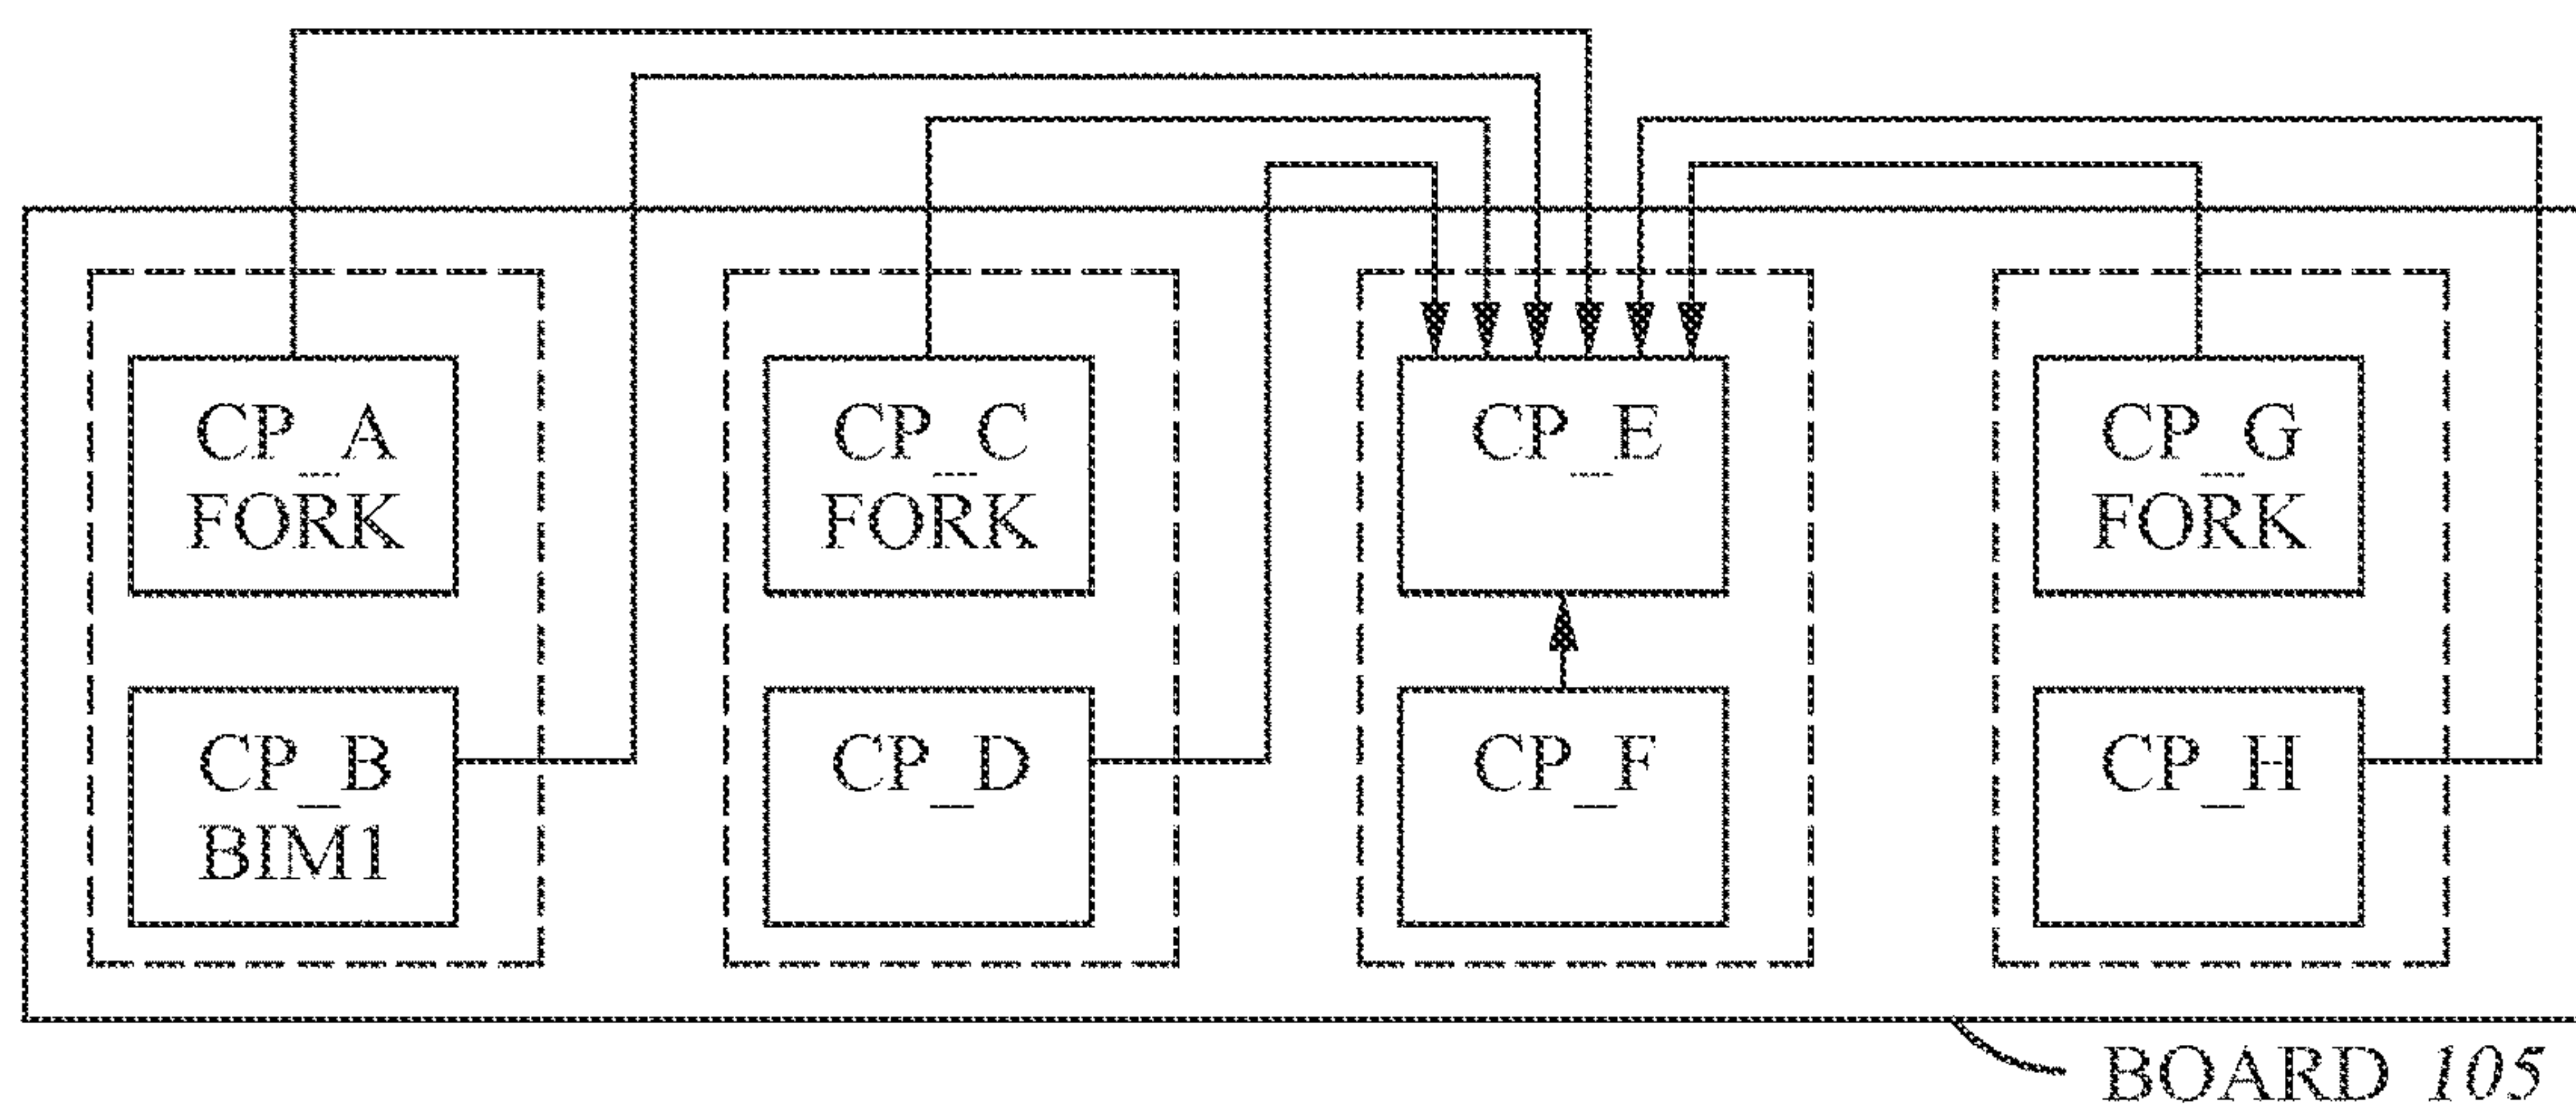 CP_A
FORK
CP_C
FORK
CP_E
CP_G
FORK
CP_B
BIM1
CP_D
CP_F
CP_H
BOARD 105